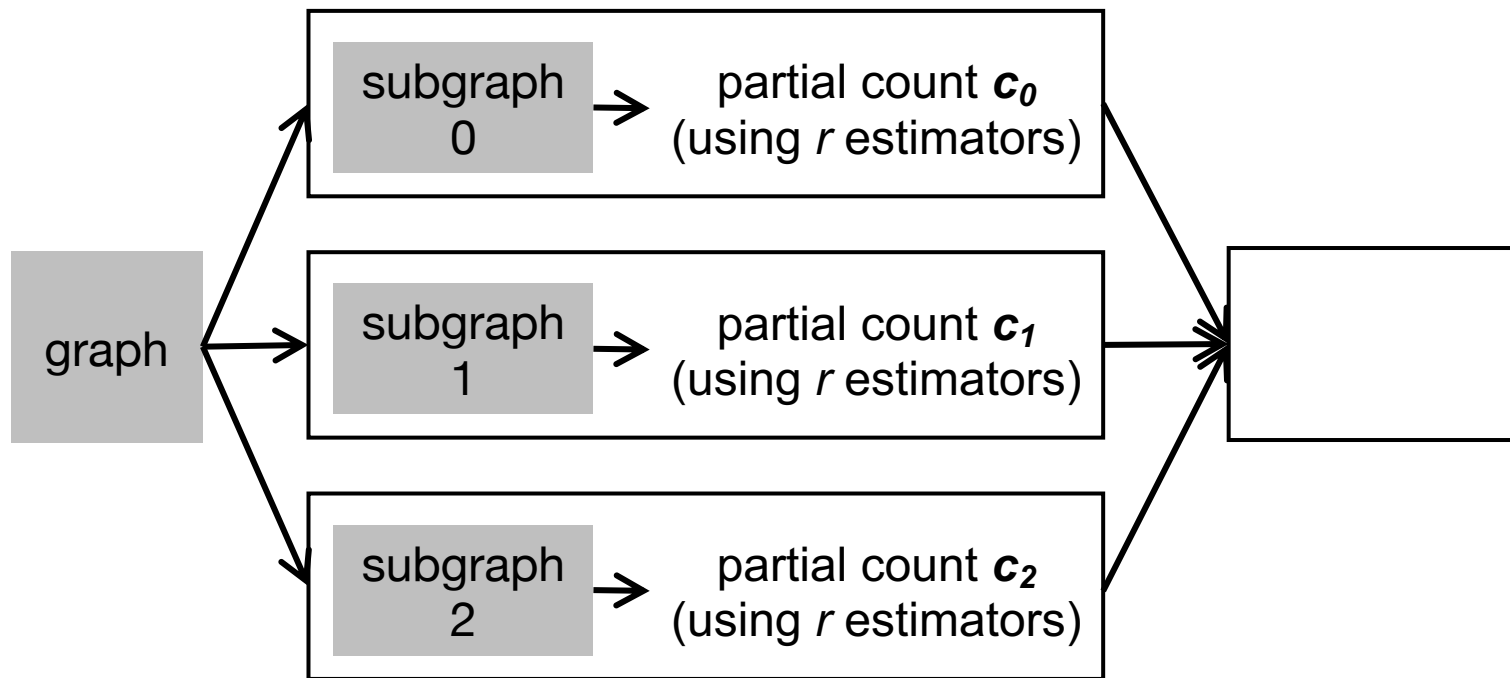 subgraph
0
partial count c₀
(using r estimators)
graph
subgraph
1
partial count c₁
(using r estimators)
subgraph
2
partial count c₂
(using r estimators)